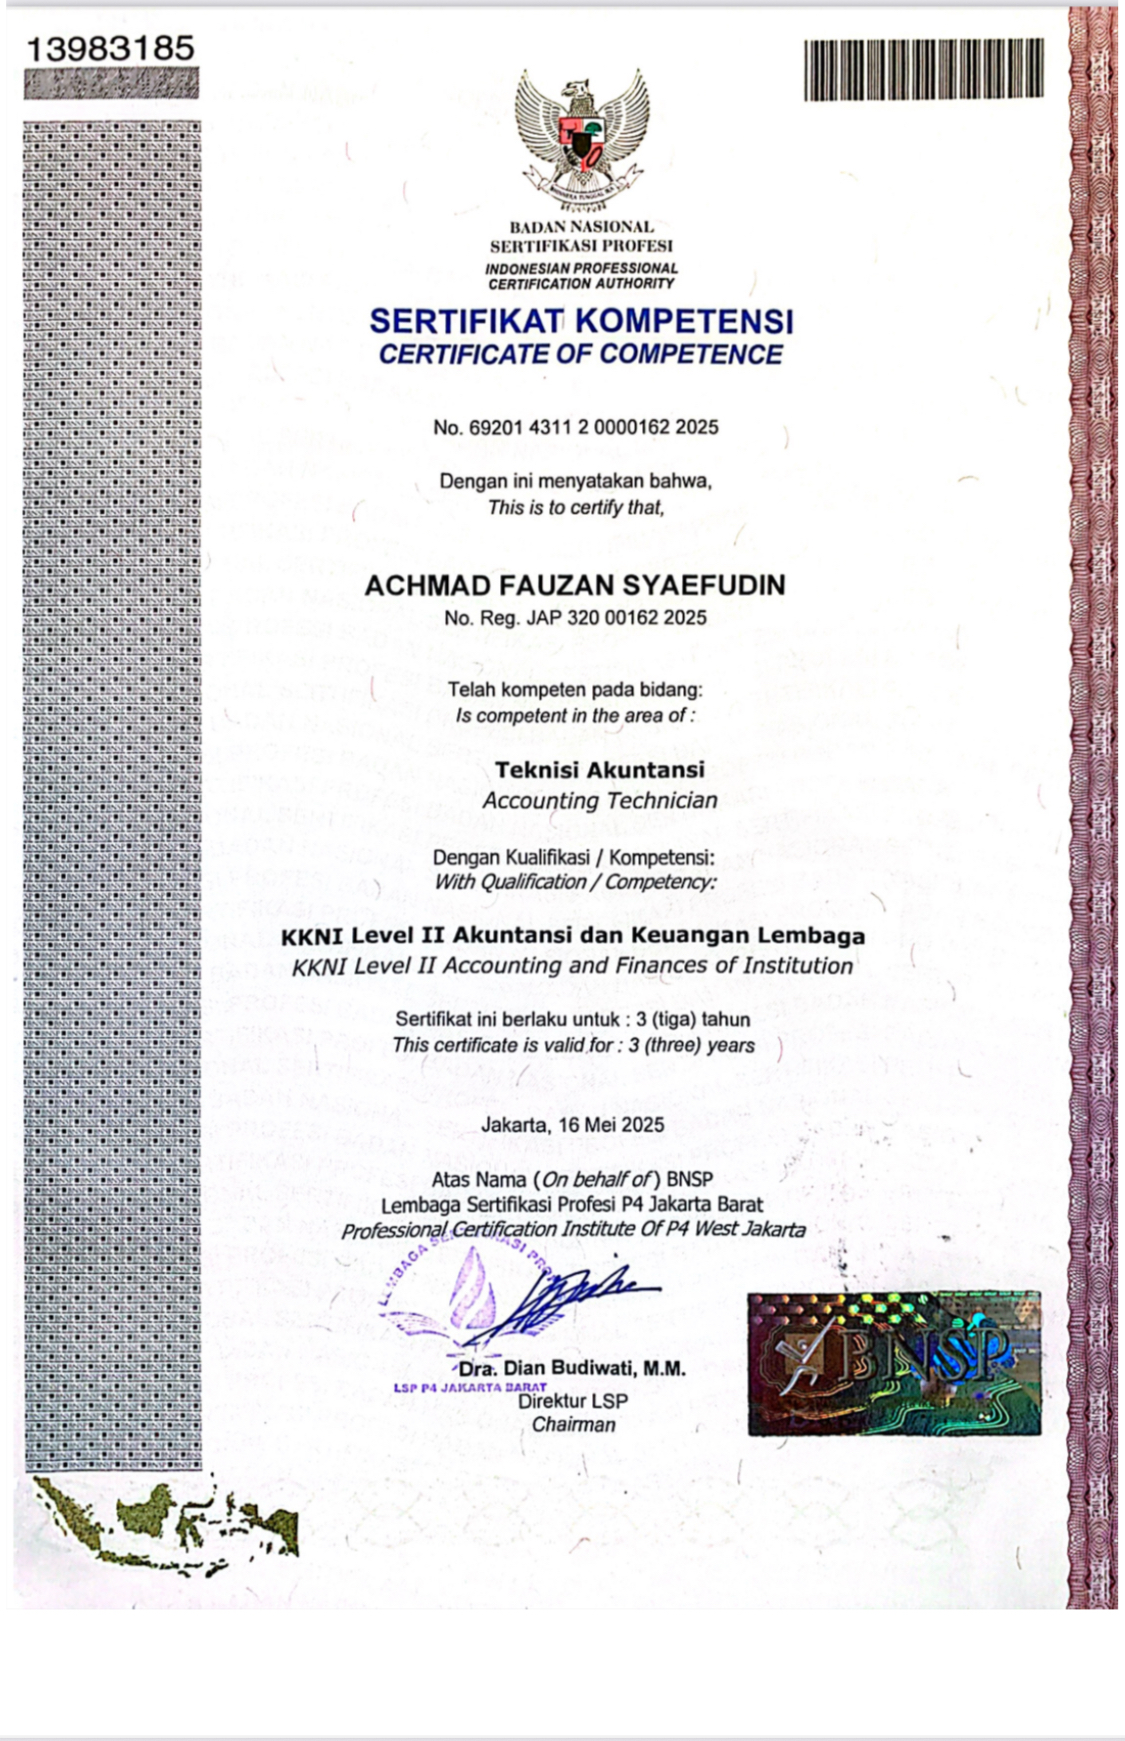 13983185
BADAN NASIONAL
SERTIFIKASI PROFESI
INDONESIAN PROFESSIONAL
CERTIFICATION AUTHORITY
SERTIFIKAT KOMPETENSI
CERTIFICATE OF COMPETENCE
No. 69201 4311 2 0000162 2025
Dengan ini menyatakan bahwa,
This is to certify that,
ACHMAD FAUZAN SYAEFUDIN
No. Reg. JAP 320 00162 2025
Telah kompeten pada bidang:
Is competent in the area of :
Teknisi Akuntansi
Accounting Technician
Dengan Kualifikasi / Kompetensi:
With Qualification / Competency:
KKNI Level II Akuntansi dan Keuangan Lembaga
KKNI Level II Accounting and Finances of Institution
Sertifikat ini berlaku untuk : 3 (tiga) tahun
This certificate is valid for : 3 (three) years
Jakarta, 16 Mei 2025
Atas Nama (On behalf of) BNSP
Lembaga Sertifikasi Profesi P4 Jakarta Barat
Professional Certification Institute Of P4 West Jakarta
LEMBAGA SERTIFIKASI
Dra. Dian Budiwati, M.M.
LSP P4 JAKARTA BARAT
Direktur LSP
Chairman
BNSP